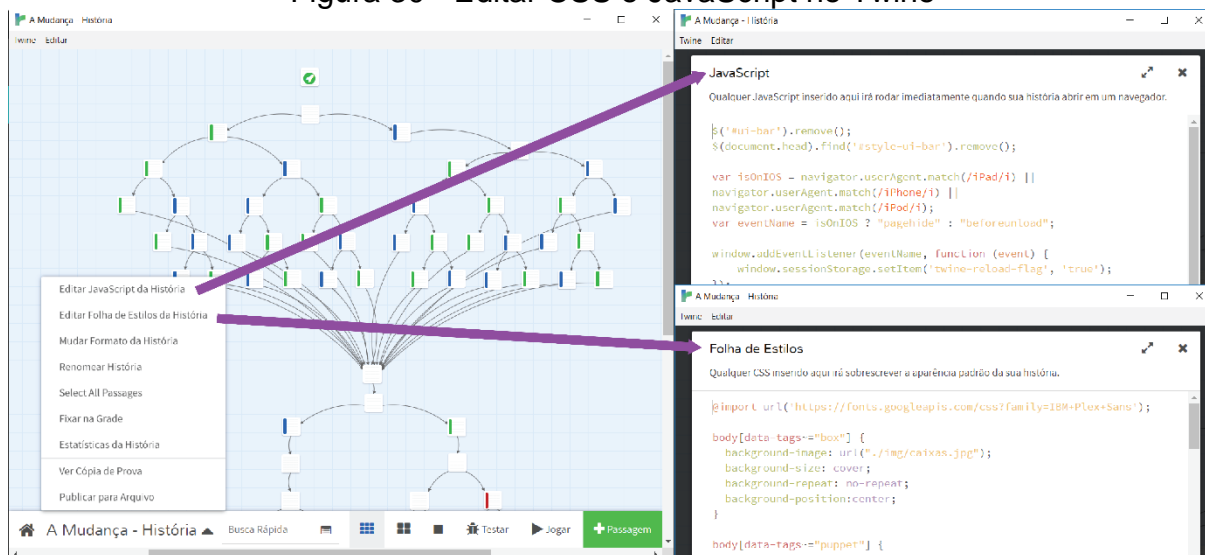 A Mudança - História
Twine Editar
Editar JavaScript da História
Editar Folha de Estilos da História
Mudar Formato da História
Renomear História
Select All Passages
Fixar na Grade
Estatísticas da História
Ver Cópia de Prova
Publicar para Arquivo
A Mudança - História
Busca Rápida
Testar
Jogar
Passagem
A Mudança - História
Twine Editar
JavaScript
Qualquer JavaScript inserido aqui irá rodar imediatamente quando sua história abrir em um navegador.
$('#ui-bar').remove();
$(document.head).find('#style-ui-bar').remove();
var isOnIOS = navigator.userAgent.match(/iPad/i) ||
navigator.userAgent.match(/iPhone/i) ||
navigator.userAgent.match(/iPod/i);
var eventName = isOnIOS ? "pagehide" : "beforeunload";
window.addEventListener(eventName, function (event) {
window.sessionStorage.setItem('twine-reload-flag', 'true');
A Mudança - História
Twine Editar
Folha de Estilos
Qualquer CSS inserido aqui irá sobrescrever a aparência padrão da sua história.
@import url('https://fonts.googleapis.com/css?family=IBM+Plex+Sans');
body[data-tags~="box"] {
background-image: url("./img/caixas.jpg");
background-size: cover;
background-repeat: no-repeat;
background-position:center;
}
body[data-tags~="puppet"] {